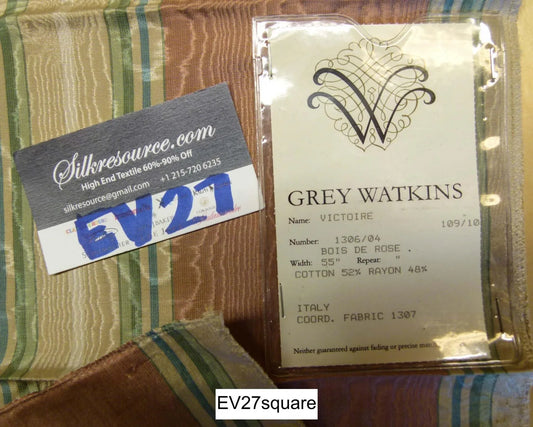 Silkresource.com
High End Textile 60%-90% Off
silkresource@gmail.com +1 215-720 6235
EV27
W
GREY WATKINS
Name: VICTOIRE
109/10
Number: 1306/04
BOIS DE ROSE .
Width: 55" Repeat: "
COTTON 52% RAYON 48%
ITALY
COORD. FABRIC 1307
Neither guaranteed against fading or precise
EV27square